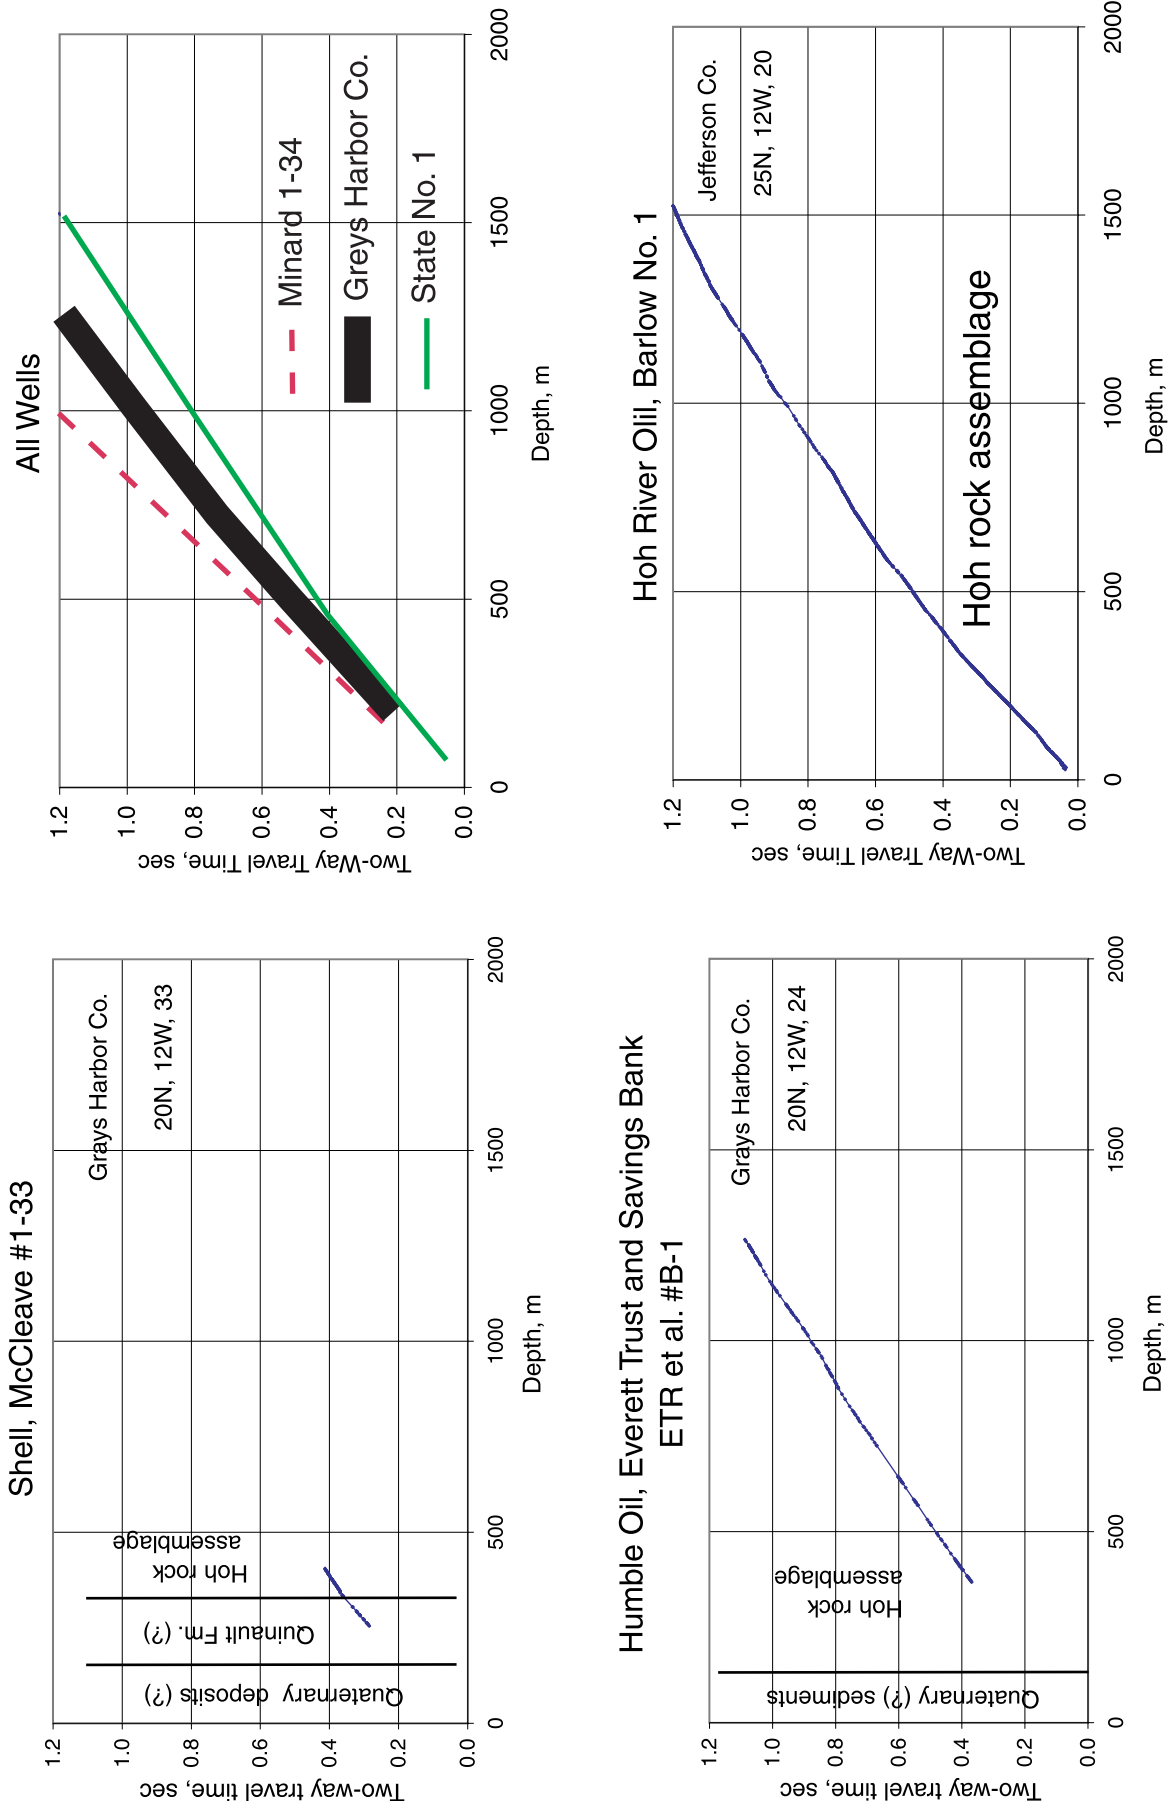 Shell, McCleave #1-33
Grays Harbor Co.
20N, 12W, 33
Quaternary deposits (?)
Quinault Fm. (?)
Hoh rock
assemblage
Two-way travel time, sec
1.2
1.0
0.8
0.6
0.4
0.2
0.0
0
500
1000
1500
2000
Depth, m
All Wells
Minard 1-34
Greys Harbor Co.
State No. 1
Two-Way Travel Time, sec
1.2
1.0
0.8
0.6
0.4
0.2
0.0
0
500
1000
1500
2000
Depth, m
Humble Oil, Everett Trust and Savings Bank
ETR et al. #B-1
Grays Harbor Co.
20N, 12W, 24
Quaternary (?) sediments
Hoh rock
assemblage
Two-way travel time, sec
1.2
1.0
0.8
0.6
0.4
0.2
0.0
0
500
1000
1500
2000
Depth, m
Hoh River Olil, Barlow No. 1
Jefferson Co.
25N, 12W, 20
Hoh rock assemblage
Two-Way Travel Time, sec
1.2
1.0
0.8
0.6
0.4
0.2
0.0
0
500
1000
1500
2000
Depth, m